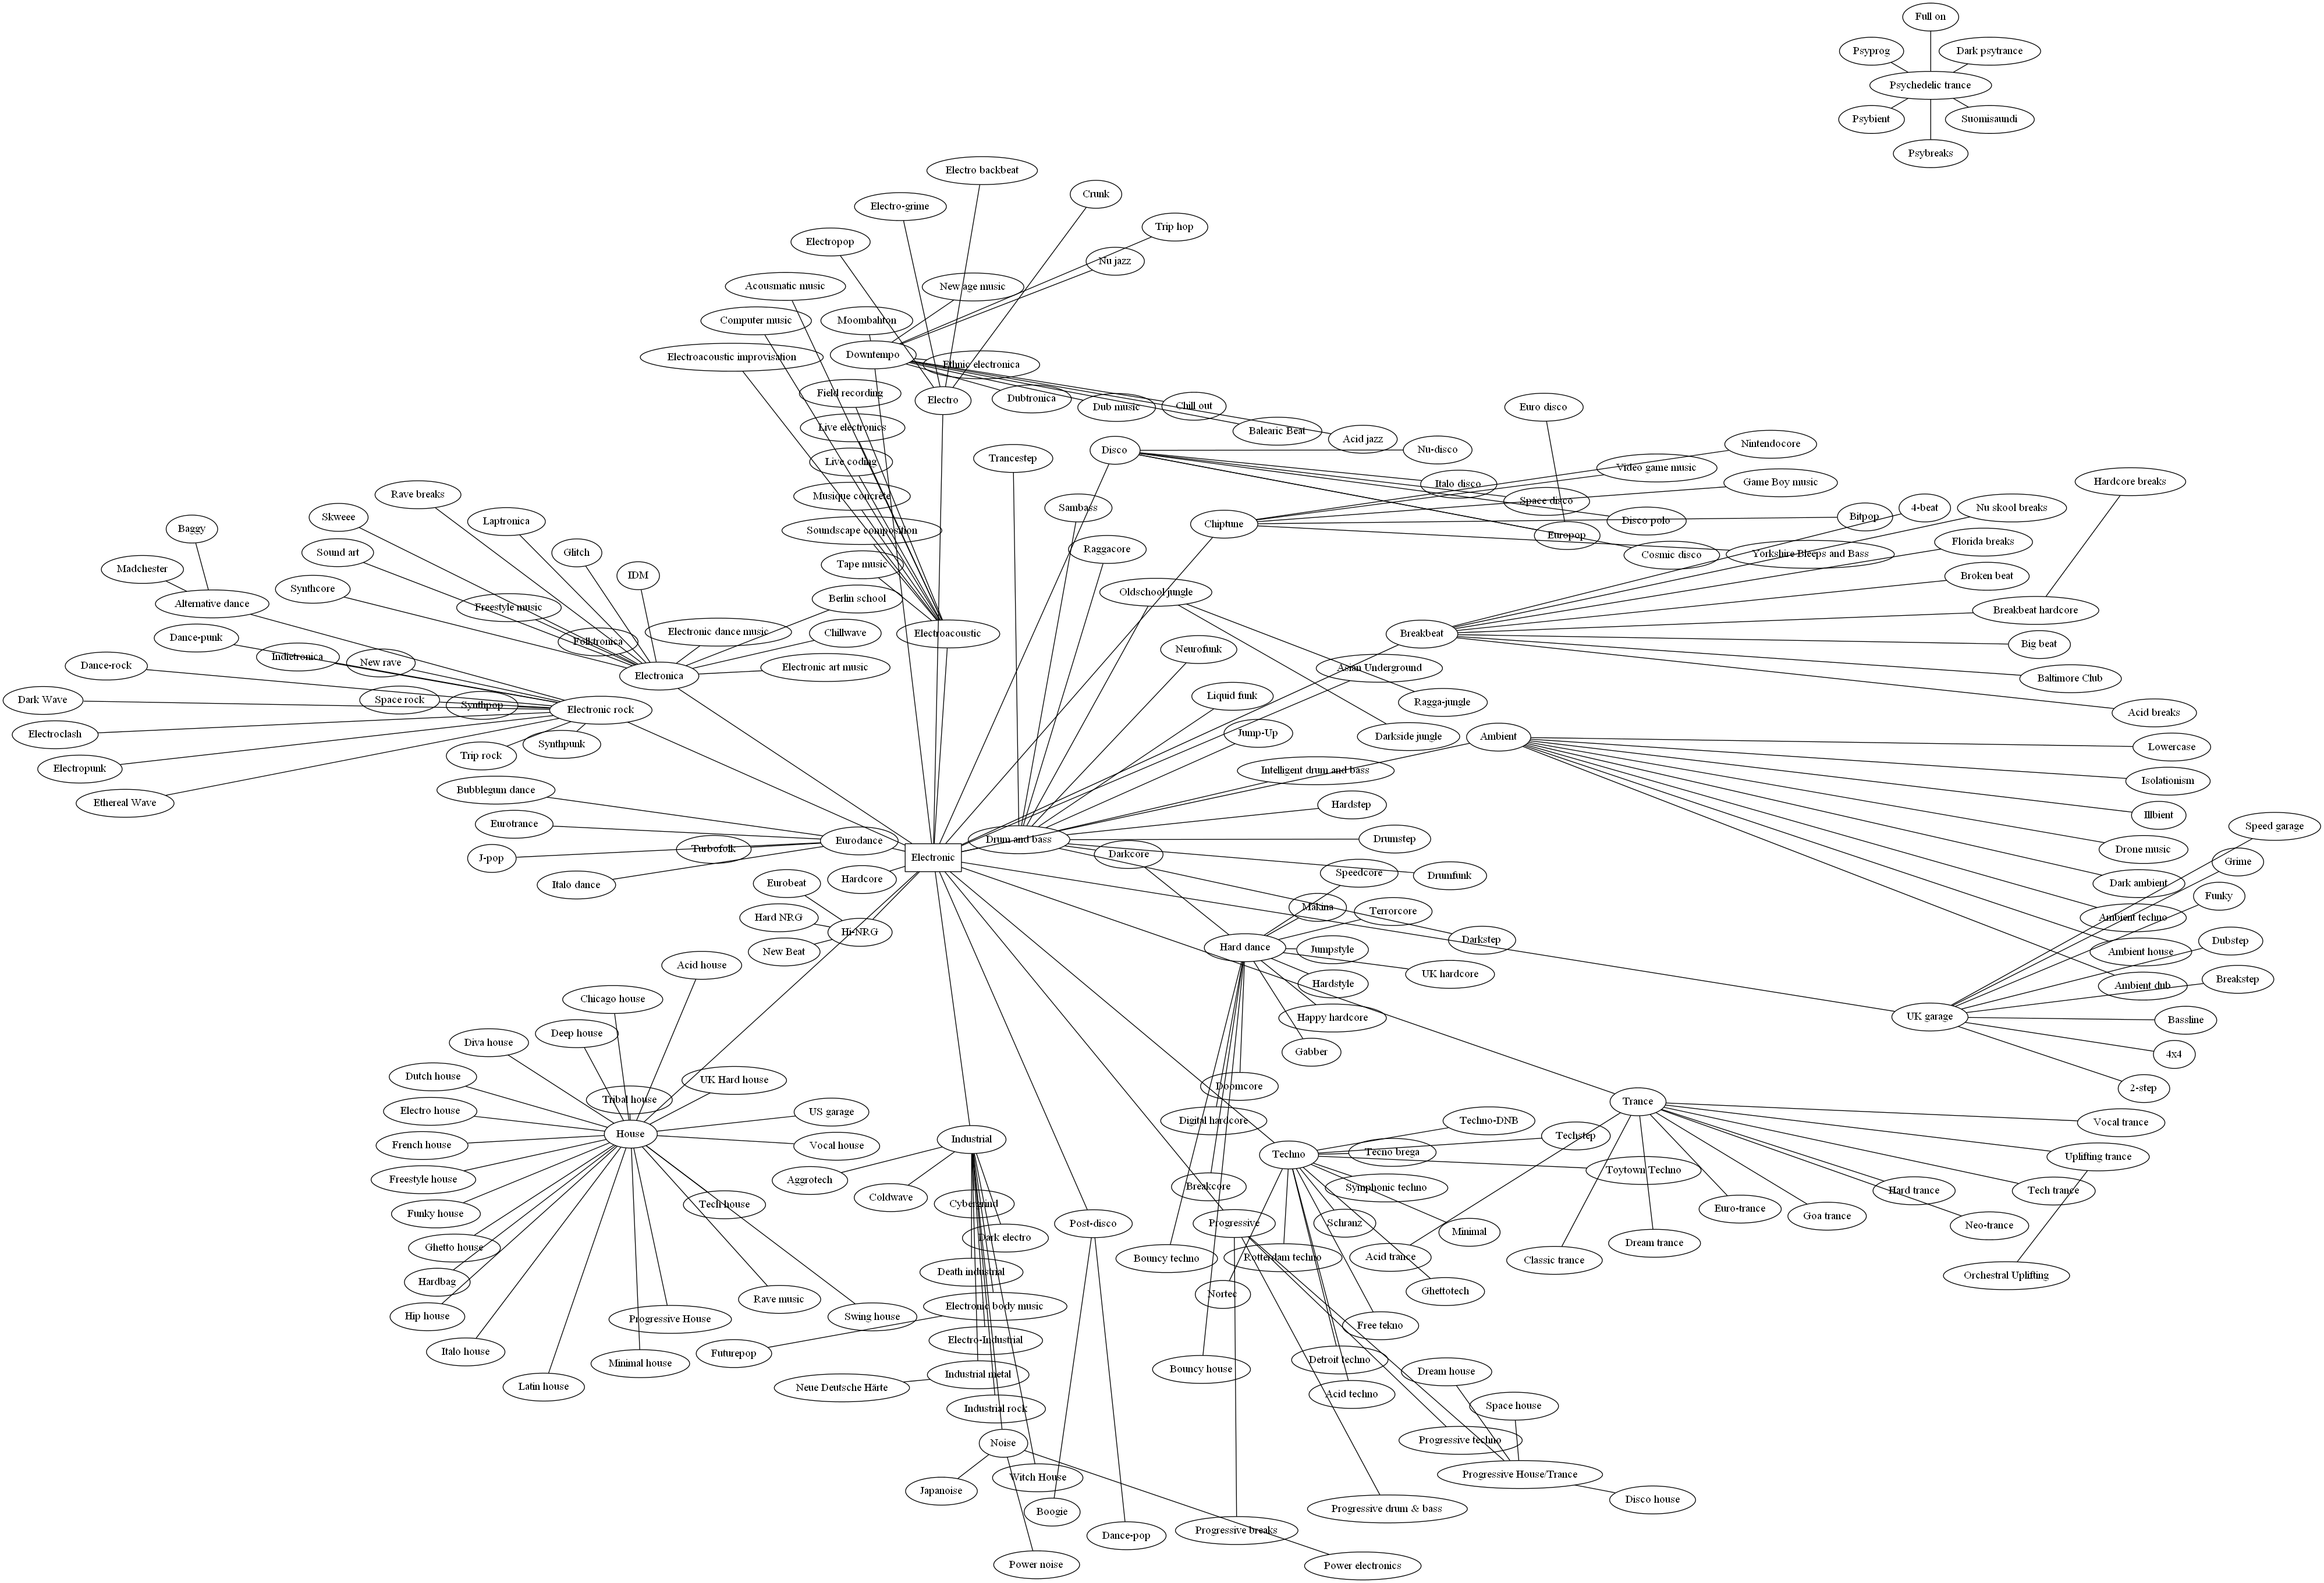 Full on
Psyprog
Dark psytrance
Psychedelic trance
Psybient
Suomisaundi
Psybreaks
Electro backbeat
Crunk
Electro-grime
Trip hop
Electropop
Nu jazz
Acousmatic music
New age music
Computer music
Moombahton
Electroacoustic improvisation
Downtempo
Ethnic electronica
Field recording
Electro
Dubtronica
Dub music
Chill out
Euro disco
Live electronics
Balearic Beat
Acid jazz
Nintendocore
Disco
Nu-disco
Trancestep
Live coding
Video game music
Italo disco
Game Boy music
Hardcore breaks
Rave breaks
Musique concrete
Space disco
Sambass
4-beat
Nu skool breaks
Skweee
Laptronica
Bitpop
Chiptune
Disco polo
Baggy
Soundscape composition
Europop
Florida breaks
Glitch
Sound art
Raggacore
Cosmic disco
Yorkshire Bleeps and Bass
Madchester
Tape music
IDM
Broken beat
Synthcore
Oldschool jungle
Berlin school
Alternative dance
Freestyle music
Breakbeat hardcore
Electronic dance music
Chillwave
Electroacoustic
Breakbeat
Dance-punk
Folktronica
Big beat
Neurofunk
Indietronica
New rave
Dance-rock
Electronic art music
Asian Underground
Electronica
Baltimore Club
Liquid funk
Dark Wave
Space rock
Synthpop
Ragga-jungle
Electronic rock
Acid breaks
Electroclash
Jump-Up
Darkside jungle
Ambient
Synthpunk
Lowercase
Trip rock
Electropunk
Intelligent drum and bass
Isolationism
Bubblegum dance
Ethereal Wave
Hardstep
Illbient
Eurotrance
Speed garage
Eurodance
Drum and bass
Drumstep
Turbofolk
Drone music
J-pop
Electronic
Darkcore
Grime
Italo dance
Hardcore
Speedcore
Drumfunk
Eurobeat
Dark ambient
Funky
Makina
Terrorcore
Hard NRG
Ambient techno
Hi-NRG
Darkstep
Dubstep
Hard dance
Jumpstyle
New Beat
Ambient house
Acid house
UK hardcore
Breakstep
Hardstyle
Ambient dub
Chicago house
Happy hardcore
UK garage
Bassline
Deep house
Diva house
Gabber
4x4
Dutch house
UK Hard house
Doomcore
2-step
Tribal house
Trance
Electro house
US garage
Digital hardcore
Techno-DNB
Vocal trance
House
Industrial
Techstep
French house
Vocal house
Techno
Tecno brega
Uplifting trance
Toytown Techno
Freestyle house
Aggrotech
Breakcore
Symphonic techno
Hard trance
Tech trance
Coldwave
Cybergrind
Tech house
Funky house
Euro-trance
Goa trance
Post-disco
Progressive
Schranz
Neo-trance
Minimal
Dark electro
Dream trance
Ghetto house
Bouncy techno
Rotterdam techno
Acid trance
Classic trance
Death industrial
Orchestral Uplifting
Hardbag
Ghettotech
Nortec
Rave music
Electronic body music
Hip house
Progressive House
Swing house
Free tekno
Electro-Industrial
Italo house
Futurepop
Minimal house
Detroit techno
Bouncy house
Dream house
Industrial metal
Latin house
Neue Deutsche Härte
Acid techno
Space house
Industrial rock
Progressive techno
Noise
Progressive House/Trance
Witch House
Japanoise
Disco house
Boogie
Progressive drum & bass
Progressive breaks
Dance-pop
Power noise
Power electronics